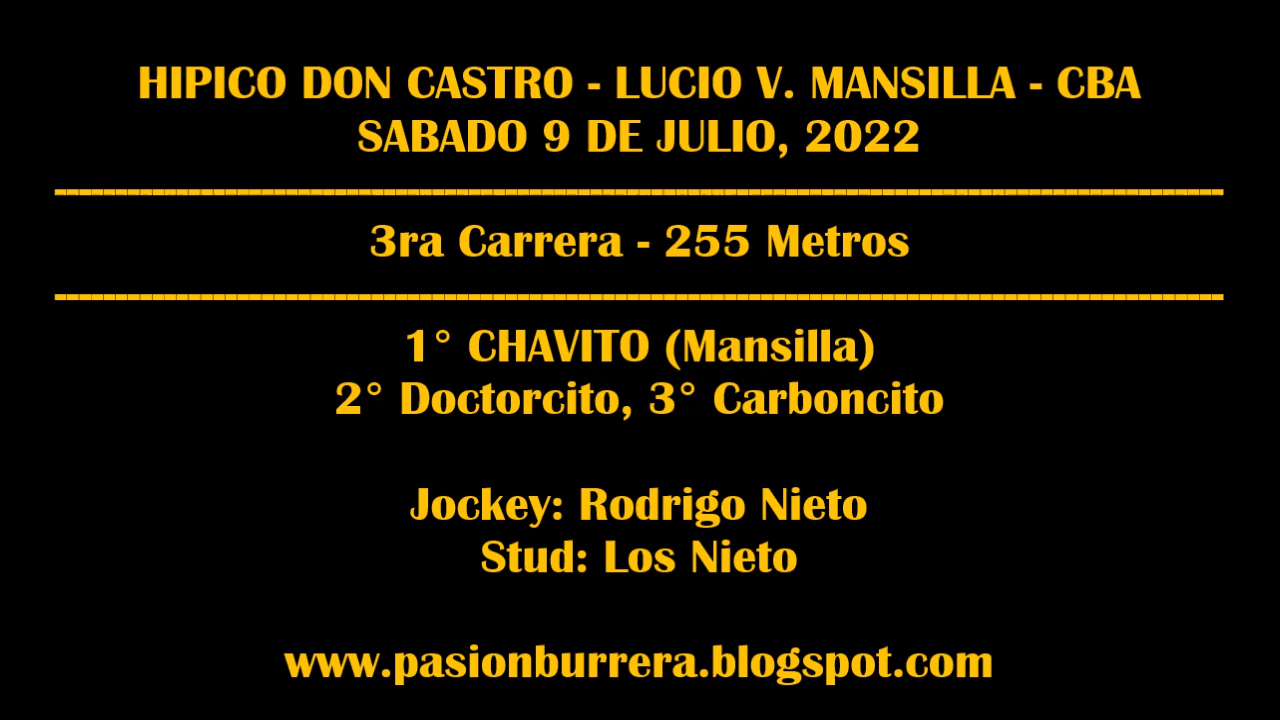 HIPICO DON CASTRO - LUCIO V. MANSILLA - CBA
SABADO 9 DE JULIO, 2022
3ra Carrera - 255 Metros
1° CHAVITO (Mansilla)
2° Doctorcito, 3° Carboncito
Jockey: Rodrigo Nieto
Stud: Los Nieto
www.pasionburrera.blogspot.com